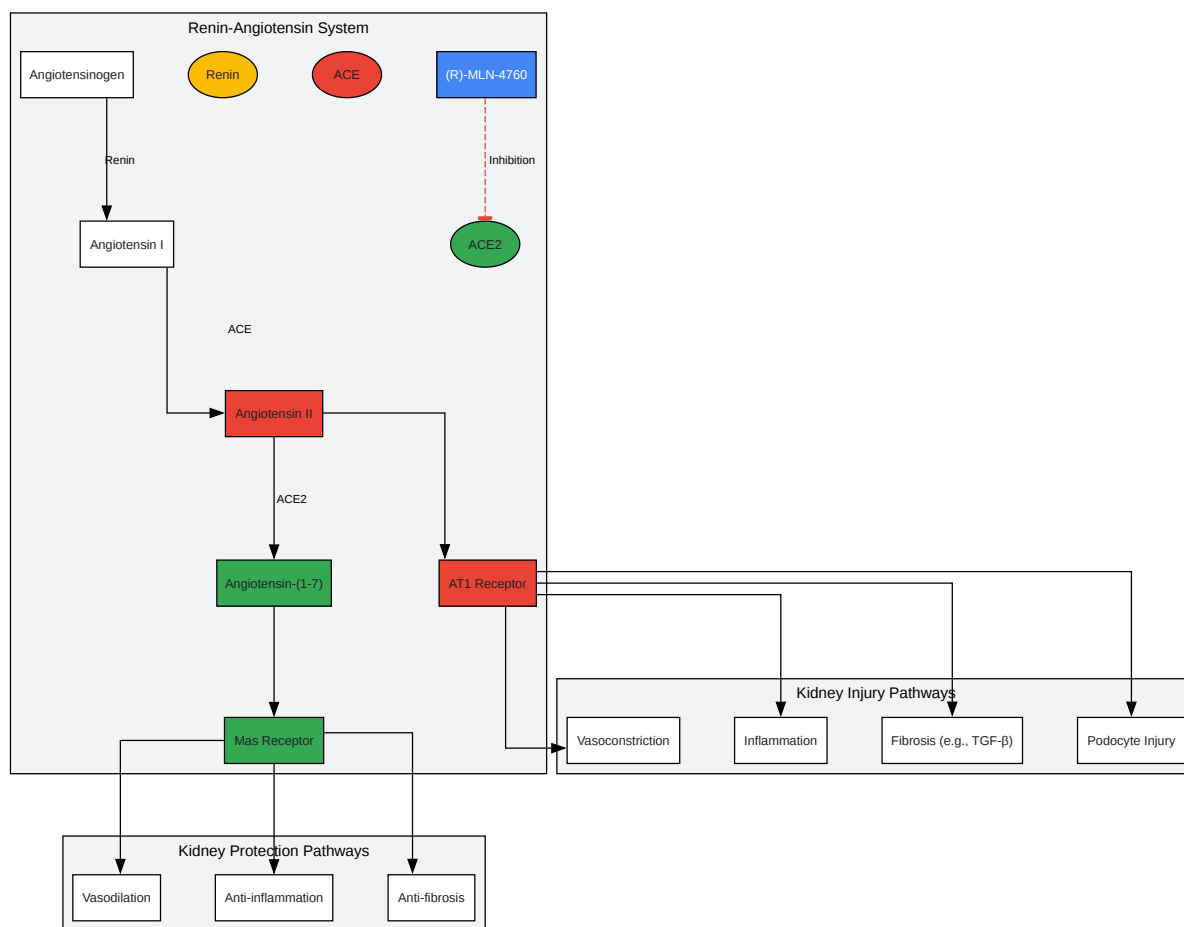 Renin-Angiotensin System
Angiotensinogen
Renin
ACE
(R)-MLN-4760
Renin
Inhibition
Angiotensin I
ACE2
ACE
Angiotensin II
ACE2
Angiotensin-(1-7)
AT1 Receptor
Kidney Injury Pathways
Mas Receptor
Vasoconstriction
Inflammation
Fibrosis (e.g., TGF-β)
Podocyte Injury
Kidney Protection Pathways
Vasodilation
Anti-inflammation
Anti-fibrosis